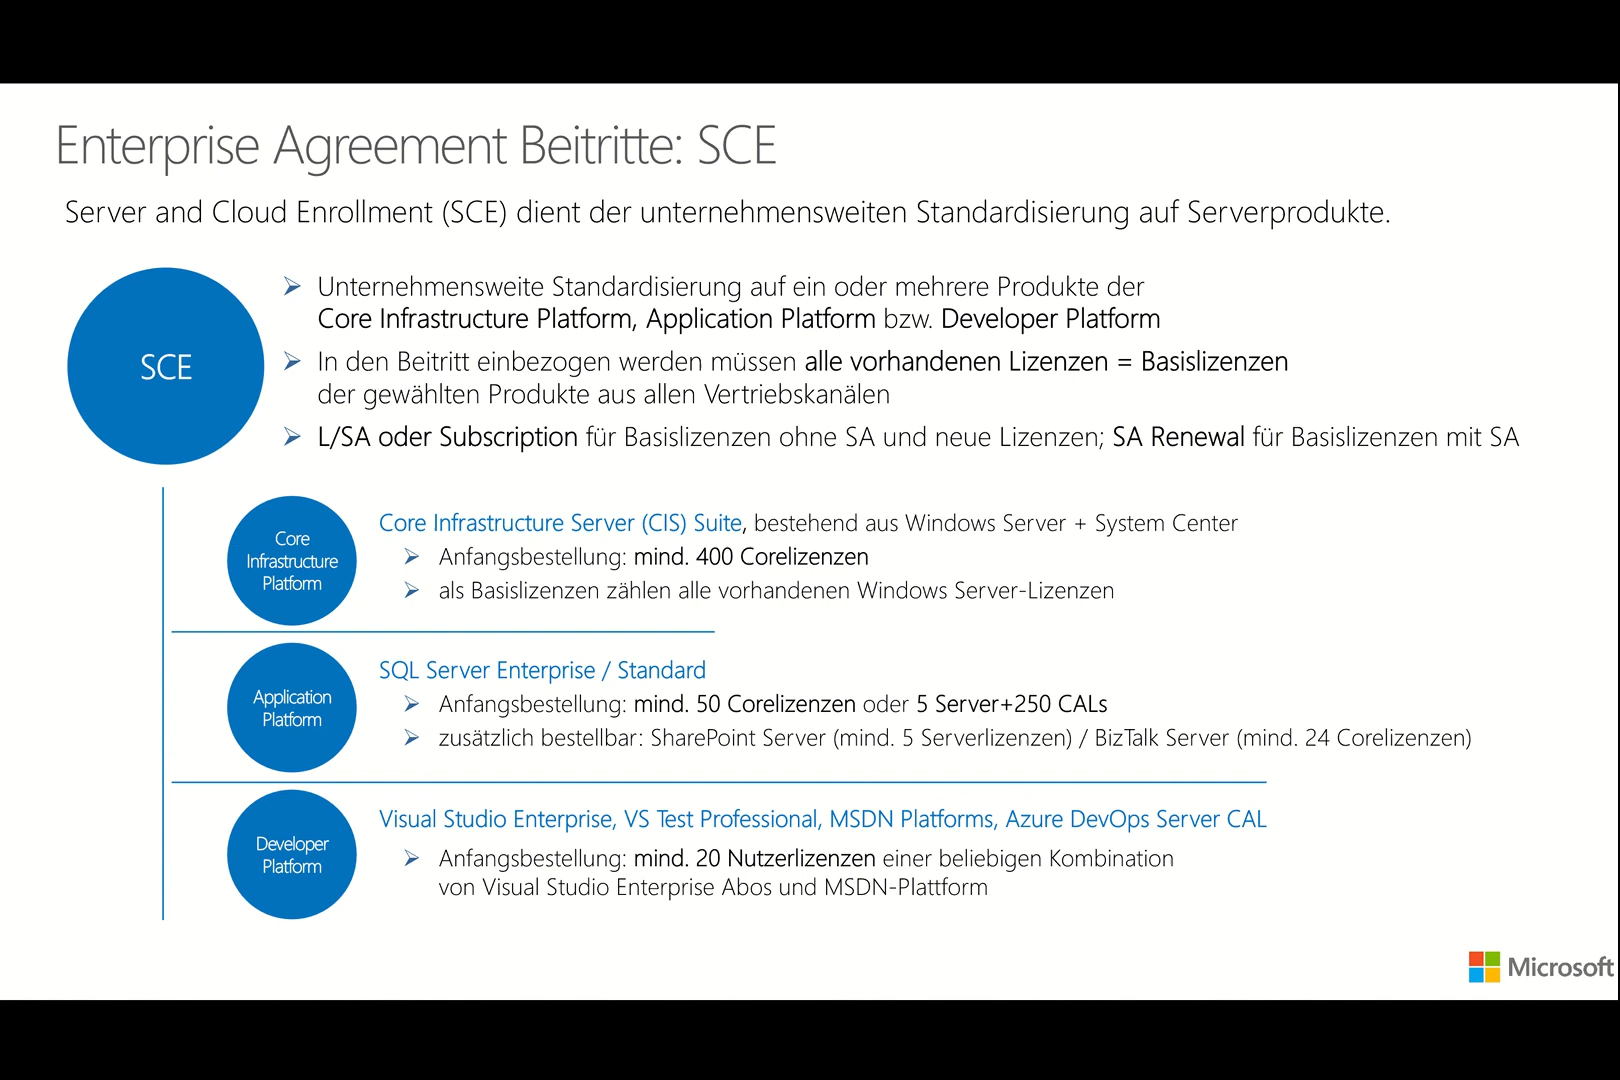 Enterprise Agreement Beitritte: SCE
Server and Cloud Enrollment (SCE) dient der unternehmensweiten Standardisierung auf Serverprodukte.
SCE
Unternehmensweite Standardisierung auf ein oder mehrere Produkte der
Core Infrastructure Platform, Application Platform bzw. Developer Platform
In den Beitritt einbezogen werden müssen alle vorhandenen Lizenzen = Basislizenzen
der gewählten Produkte aus allen Vertriebskanälen
L/SA oder Subscription für Basislizenzen ohne SA und neue Lizenzen; SA Renewal für Basislizenzen mit SA
Core
Infrastructure
Platform
Core Infrastructure Server (CIS) Suite, bestehend aus Windows Server + System Center
Anfangsbestellung: mind. 400 Corelizenzen
als Basislizenzen zählen alle vorhandenen Windows Server-Lizenzen
Application
Platform
SQL Server Enterprise / Standard
Anfangsbestellung: mind. 50 Corelizenzen oder 5 Server+250 CALs
zusätzlich bestellbar: SharePoint Server (mind. 5 Serverlizenzen) / BizTalk Server (mind. 24 Corelizenzen)
Developer
Platform
Visual Studio Enterprise, VS Test Professional, MSDN Platforms, Azure DevOps Server CAL
Anfangsbestellung: mind. 20 Nutzerlizenzen einer beliebigen Kombination
von Visual Studio Enterprise Abos und MSDN-Plattform
Microsoft